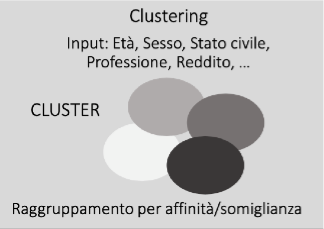 Clustering
Input: Età, Sesso, Stato civile,
Professione, Reddito, ...
CLUSTER
Raggruppamento per affinità/somiglianza